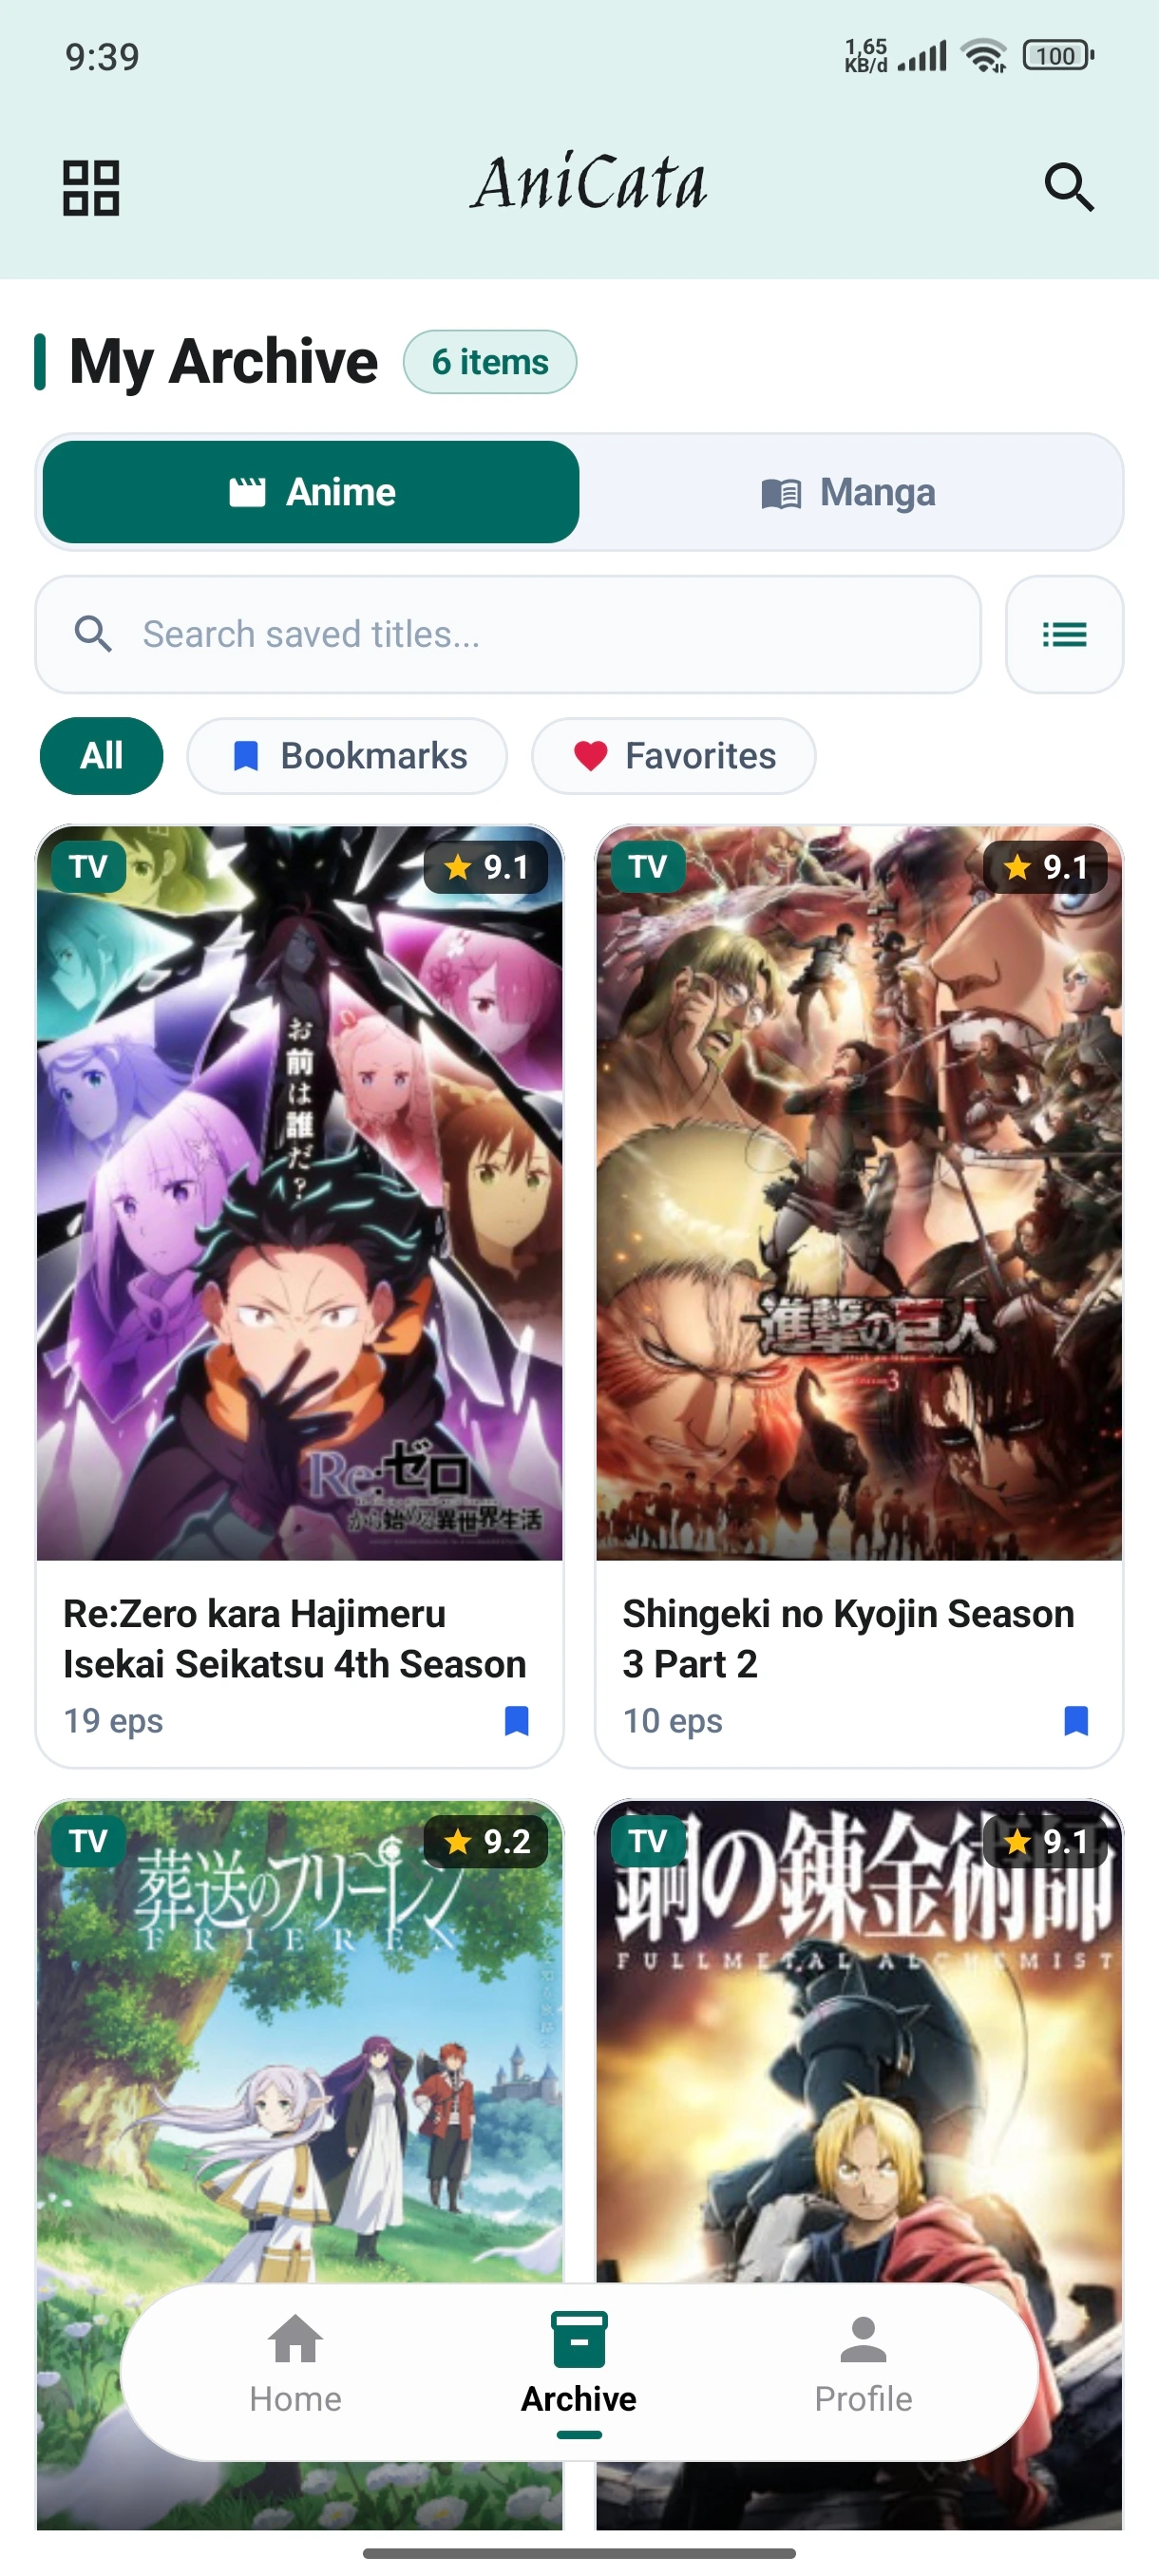 9:39
1,65
KB/d
100
AniCata
My Archive
6 items
Anime
Manga
Search saved titles...
All
Bookmarks
Favorites
TV
9.1
お前は誰だ?
Re:ゼロ
から始める異世界生活
Re:Zero kara Hajimeru
Isekai Seikatsu 4th Season
19 eps
TV
9.1
進撃の巨人
3
Shingeki no Kyojin Season
3 Part 2
10 eps
TV
9.2
葬送のフリーレン
FRIEREN
TV
9.1
鋼の錬金術師
FULLMETAL ALCHEMIST
Home
Archive
Profile